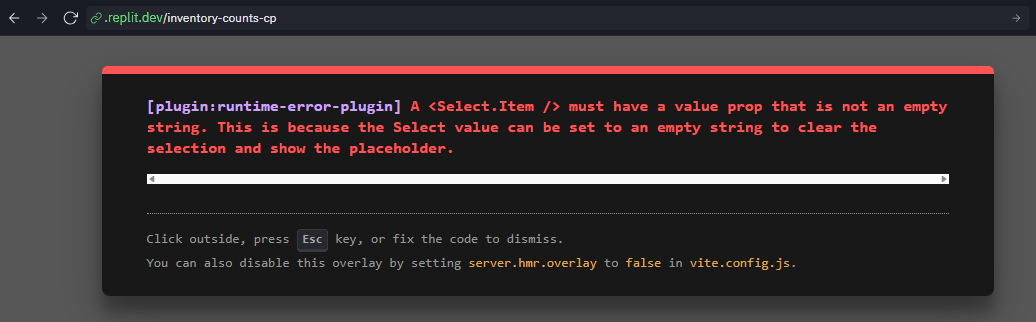 .replit.dev/inventory-counts-cp
[plugin:runtime-error-plugin] A <Select.Item /> must have a value prop that is not an empty
string. This is because the Select value can be set to an empty string to clear the
selection and show the placeholder.
Click outside, press Esc key, or fix the code to dismiss.
You can also disable this overlay by setting server.hmr.overlay to false in vite.config.js.